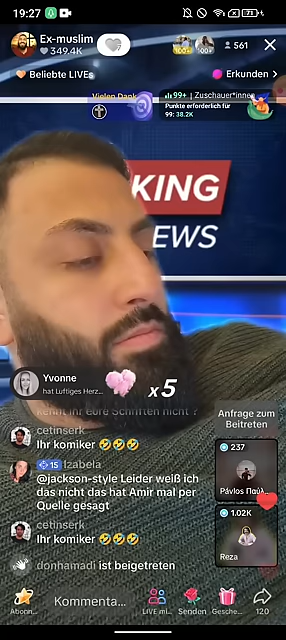 19:27
Ex-muslim
349.4K
561
Beliebte LIVEs
Erkunden >
Vielen Dank
99+ | Zuschauer*innen
Punkte erforderlich für
99: 38.2K
KING
EWS
Yvonne
hat Luftiges Herz...
x5
kennt ihr eure Schriften nicht ?
cetinserk
Ihr komiker 🤣🤣🤣
15 Izabela
@jackson-style Leider weiß ich
das nicht das hat Amir mal per
Quelle gesagt
cetinserk
Ihr komiker 🤣🤣🤣
donhamadi ist beigetreten
Anfrage zum
Beitreten
237
Pávlos Παύλ...
1.02K
Reza
Abonn...
Kommenta...
LIVE mi...
Senden
Gesche...
120